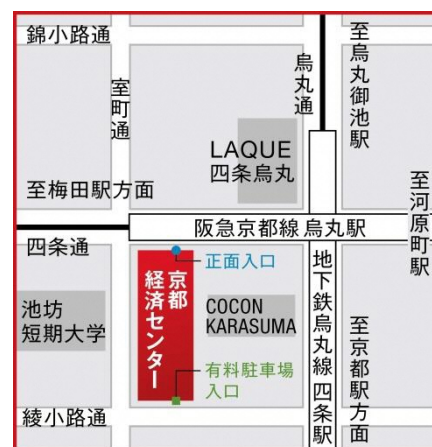 錦小路通
室町通
烏丸通
至烏丸御池駅
LAQUE
四条烏丸
至梅田駅方面
至河原町駅
阪急京都線 烏丸駅
四条通
正面入口
京都
経済センター
地下鉄烏丸線 四条駅
池坊
短期大学
COCON
KARASUMA
有料駐車場
入口
至京都駅方面
綾小路通